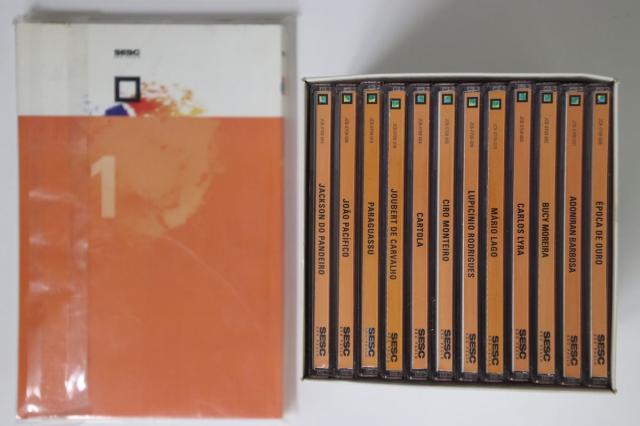 SESC
1
JACKSON DO PANDEIRO
SESC
JOÃO PACÍFICO
SESC
PARAGUASSU
SESC
JOUBERT DE CARVALHO
SESC
CARTOLA
SESC
CIRO MONTEIRO
SESC
LUPICÍNIO RODRIGUES
SESC
MÁRIO LAGO
SESC
CARLOS LYRA
SESC
BUCY MOREIRA
SESC
ADONIRAN BARBOSA
SESC
ÉPOCA DE OURO
SESC